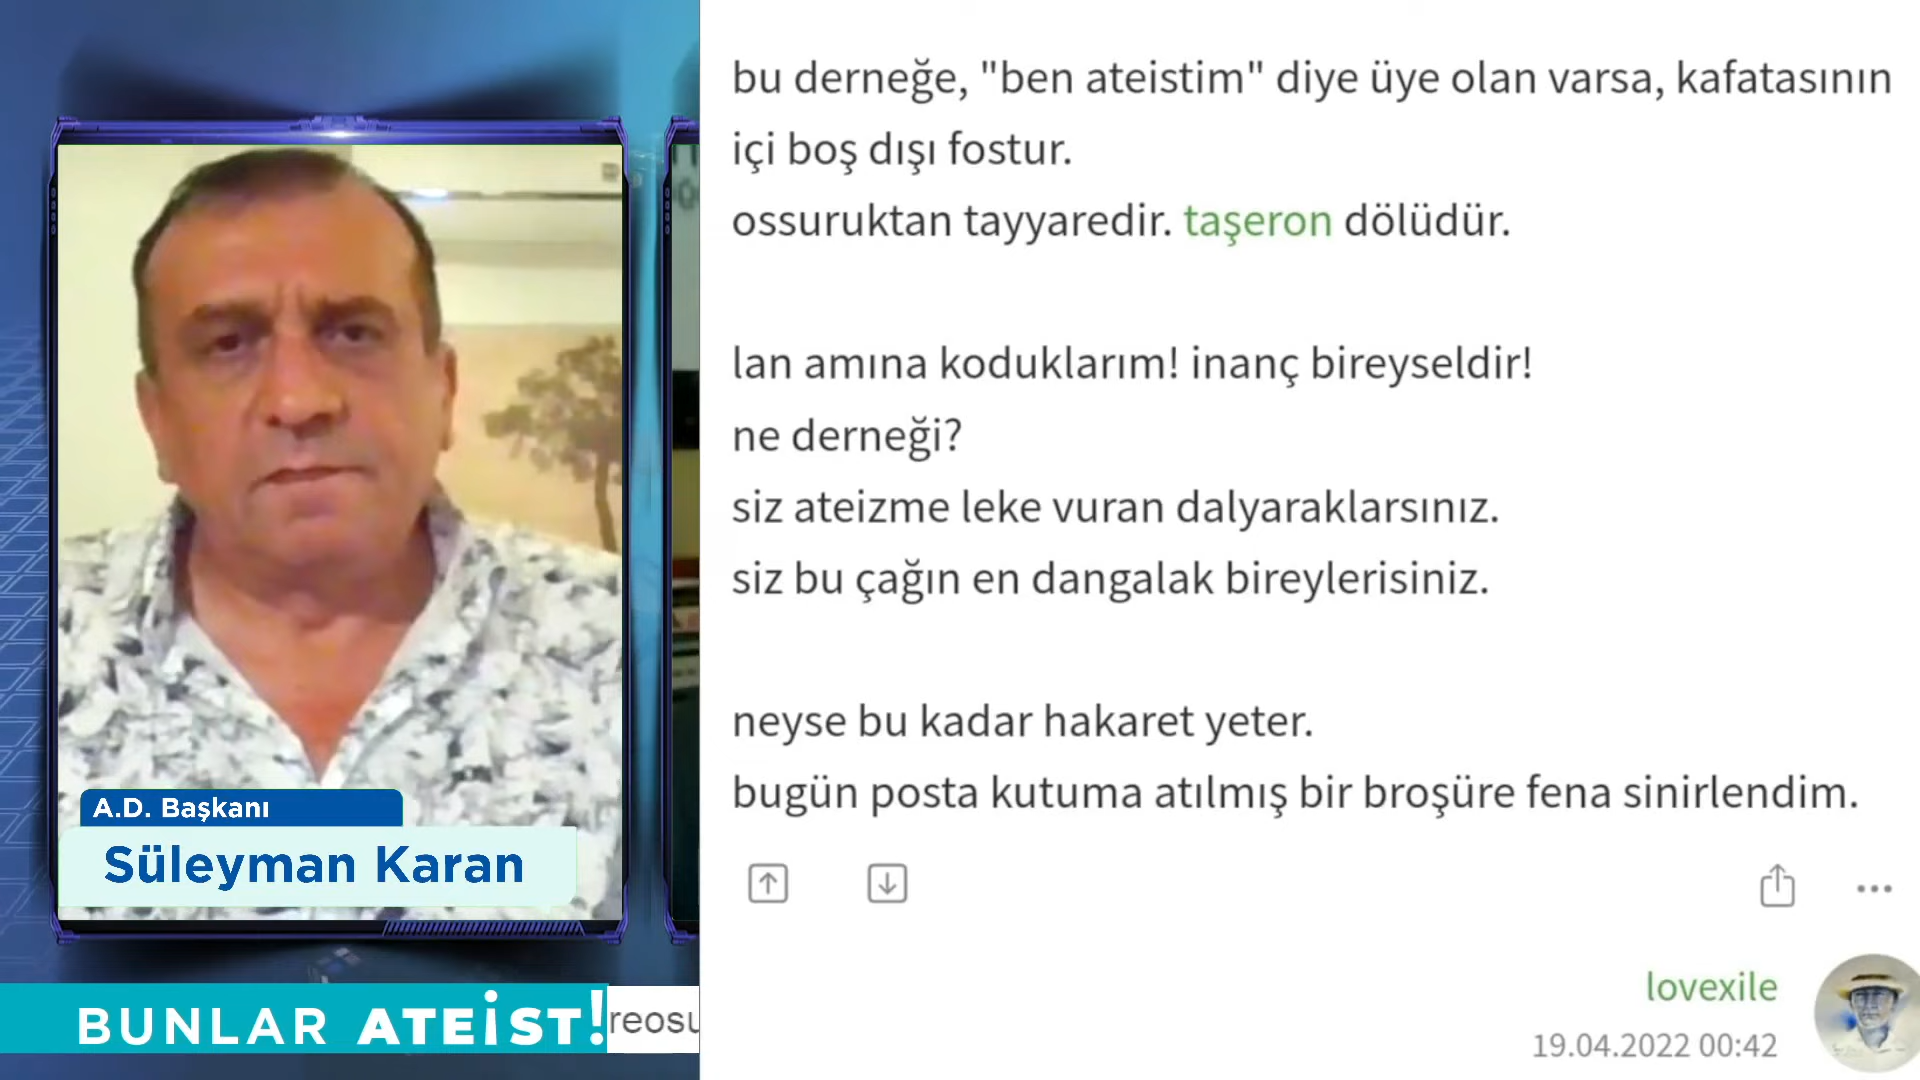 bu derneğe, "ben ateistim" diye üye olan varsa, kafatasının
içi boş dışı fostur.
ossuruktan tayyaredir. taşeron dölüdür.
lan amına koduklarım! inanç bireyseldir!
ne derneği?
siz ateizme leke vuran dalyaraklarsınız.
siz bu çağın en dangalak bireylerisiniz.
neyse bu kadar hakaret yeter.
bugün posta kutuma atılmış bir broşüre fena sinirlendim.
lovexile
19.04.2022 00:42
A.D. Başkanı
Süleyman Karan
BUNLAR ATEİST!
reosu